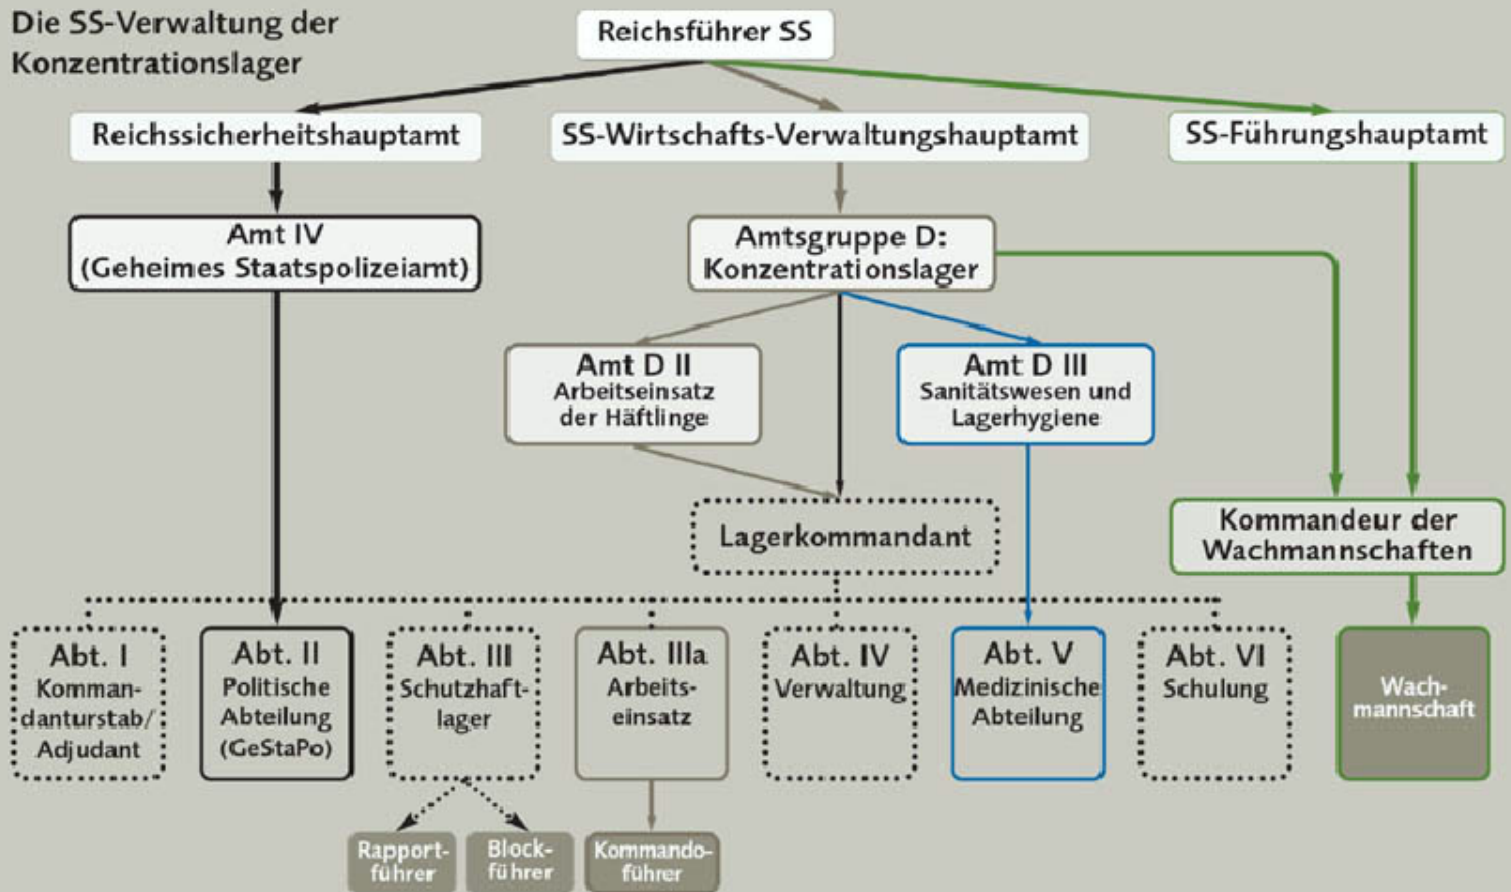 Die SS-Verwaltung der
Konzentrationslager
Reichsführer SS
Reichssicherheitshauptamt
SS-Wirtschafts-Verwaltungshauptamt
SS-Führungshauptamt
Amt IV
(Geheimes Staatspolizeiamt)
Amtsgruppe D:
Konzentrationslager
Amt D II
Arbeitseinsatz
der Häftlinge
Amt D III
Sanitätswesen und
Lagerhygiene
Lagerkommandant
Kommandeur der
Wachmannschaften
Abt. I
Komman-
danturstab/
Adjudant
Abt. II
Politische
Abteilung
(GeStaPo)
Abt. III
Schutzhaft-
lager
Abt. IIIa
Arbeits-
einsatz
Abt. IV
Verwaltung
Abt. V
Medizinische
Abteilung
Abt. VI
Schulung
Wach-
mannschaft
Rapport-
führer
Block-
führer
Kommando-
führer